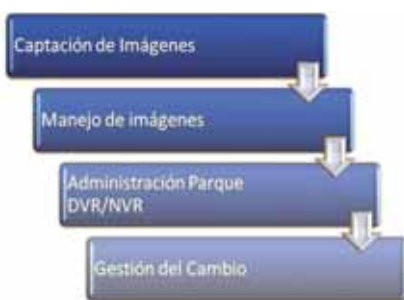 Captación de Imágenes
Manejo de imágenes
Administración Parque
DVR/NVR
Gestión del Cambio